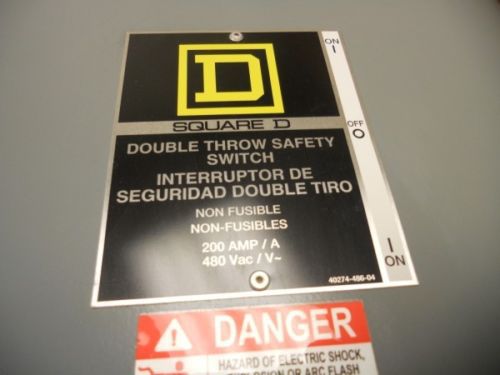 D
SQUARE D
DOUBLE THROW SAFETY
SWITCH
INTERRUPTOR DE
SEGURIDAD DOUBLE TIRO
NON FUSIBLE
NON-FUSIBLES
200 AMP / A
480 Vac / V~
40274-486-04
ON
I
OFF
O
I
ON
DANGER
HAZARD OF ELECTRIC SHOCK,
OR ARC FLASH